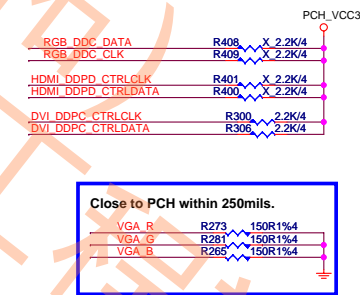 PCH_VCC3
RGB_DDC_DATA R408 X_2.2K/4
RGB_DDC_CLK R409 X_2.2K/4
HDMI_DDPD_CTRLCLK R401 X_2.2K/4
HDMI_DDPD_CTRLDATA R400 X_2.2K/4
DVI_DDPC_CTRLCLK R300 2.2K/4
DVI_DDPC_CTRLDATA R306 2.2K/4
Close to PCH within 250mils.
VGA_R R273 150R1%4
VGA_G R281 150R1%4
VGA_B R265 150R1%4